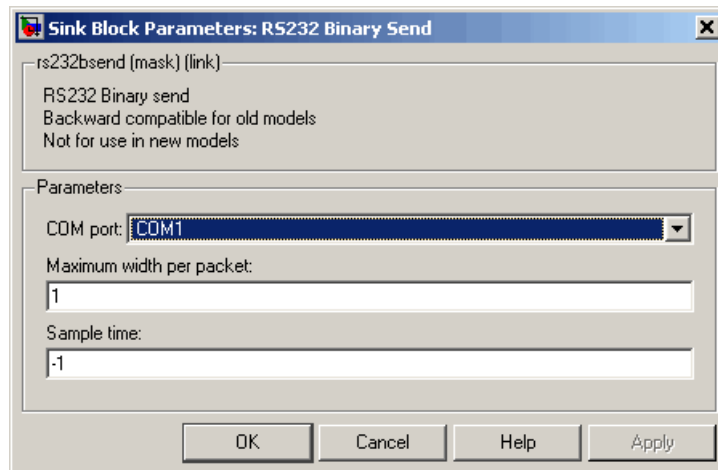 Sink Block Parameters: RS232 Binary Send
rs232bsend (mask) (link)
RS232 Binary send
Backward compatible for old models
Not for use in new models
Parameters
COM port: COM1
Maximum width per packet:
1
Sample time:
-1
OK Cancel Help Apply